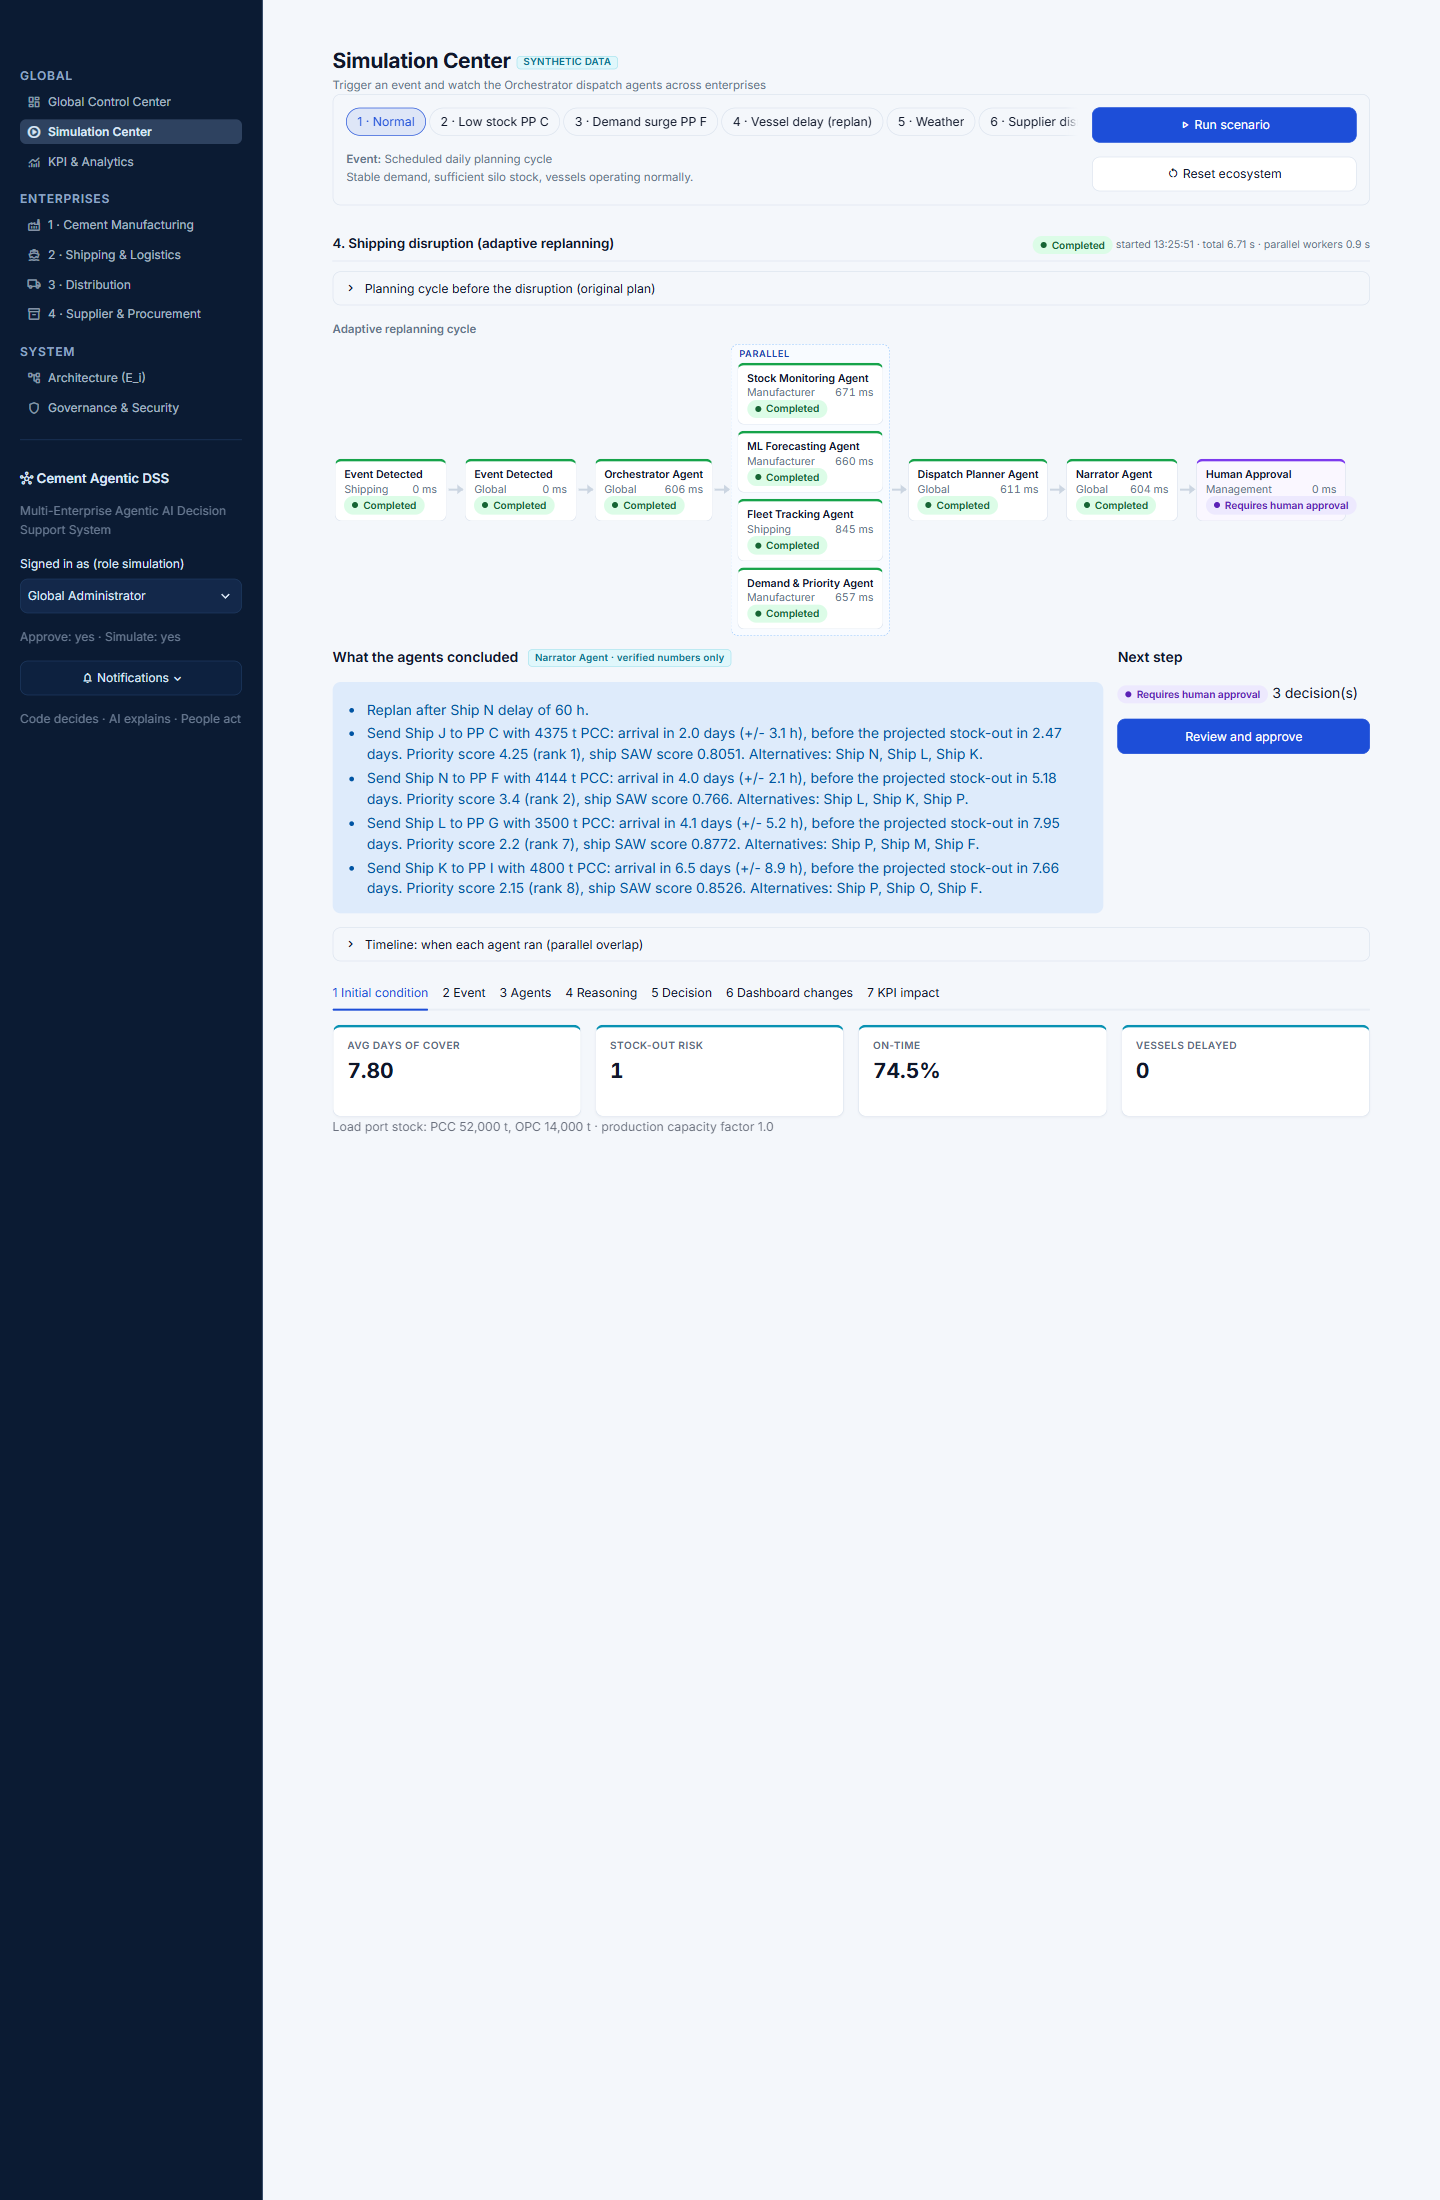 GLOBAL
Global Control Center
Simulation Center
KPI & Analytics
ENTERPRISES
1 · Cement Manufacturing
2 · Shipping & Logistics
3 · Distribution
4 · Supplier & Procurement
SYSTEM
Architecture (E_i)
Governance & Security
Cement Agentic DSS
Multi-Enterprise Agentic AI Decision
Support System
Signed in as (role simulation)
Global Administrator
Approve: yes · Simulate: yes
Notifications
Code decides · AI explains · People act
Simulation Center SYNTHETIC DATA
Trigger an event and watch the Orchestrator dispatch agents across enterprises
1 · Normal 2 · Low stock PP C 3 · Demand surge PP F 4 · Vessel delay (replan) 5 · Weather 6 · Supplier dis
Run scenario
Event: Scheduled daily planning cycle
Stable demand, sufficient silo stock, vessels operating normally.
Reset ecosystem
4. Shipping disruption (adaptive replanning)
Completed started 13:25:51 · total 6.71 s · parallel workers 0.9 s
Planning cycle before the disruption (original plan)
Adaptive replanning cycle
Event Detected
Shipping 0 ms
Completed
Event Detected
Global 0 ms
Completed
Orchestrator Agent
Global 606 ms
Completed
PARALLEL
Stock Monitoring Agent
Manufacturer 671 ms
Completed
ML Forecasting Agent
Manufacturer 660 ms
Completed
Fleet Tracking Agent
Shipping 845 ms
Completed
Demand & Priority Agent
Manufacturer 657 ms
Completed
Dispatch Planner Agent
Global 611 ms
Completed
Narrator Agent
Global 604 ms
Completed
Human Approval
Management 0 ms
Requires human approval
What the agents concluded Narrator Agent · verified numbers only
Replan after Ship N delay of 60 h.
Send Ship J to PP C with 4375 t PCC: arrival in 2.0 days (+/- 3.1 h), before the projected stock-out in 2.47
days. Priority score 4.25 (rank 1), ship SAW score 0.8051. Alternatives: Ship N, Ship L, Ship K.
Send Ship N to PP F with 4144 t PCC: arrival in 4.0 days (+/- 2.1 h), before the projected stock-out in 5.18
days. Priority score 3.4 (rank 2), ship SAW score 0.766. Alternatives: Ship L, Ship K, Ship P.
Send Ship L to PP G with 3500 t PCC: arrival in 4.1 days (+/- 5.2 h), before the projected stock-out in 7.95
days. Priority score 2.2 (rank 7), ship SAW score 0.8772. Alternatives: Ship P, Ship M, Ship F.
Send Ship K to PP I with 4800 t PCC: arrival in 6.5 days (+/- 8.9 h), before the projected stock-out in 7.66
days. Priority score 2.15 (rank 8), ship SAW score 0.8526. Alternatives: Ship P, Ship O, Ship F.
Next step
Requires human approval 3 decision(s)
Review and approve
Timeline: when each agent ran (parallel overlap)
1 Initial condition 2 Event 3 Agents 4 Reasoning 5 Decision 6 Dashboard changes 7 KPI impact
AVG DAYS OF COVER
7.80
STOCK-OUT RISK
1
ON-TIME
74.5%
VESSELS DELAYED
0
Load port stock: PCC 52,000 t, OPC 14,000 t · production capacity factor 1.0